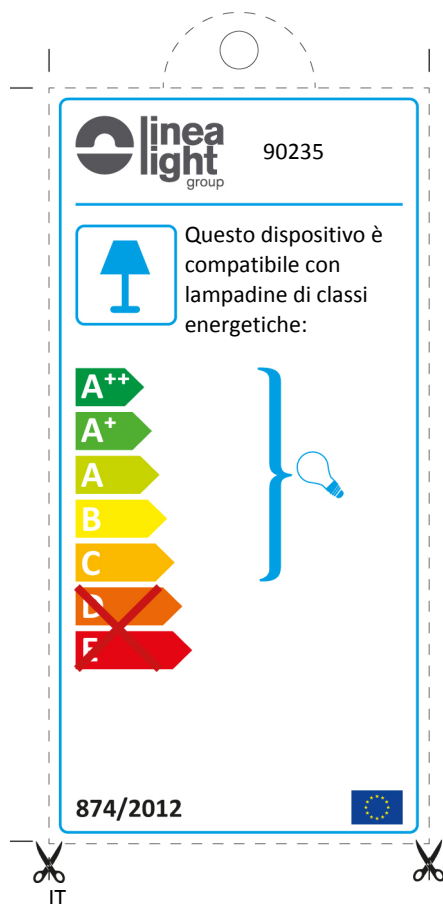 linea
light
group
90235
Questo dispositivo è
compatibile con
lampadine di classi
energetiche:
A++
A+
A
B
C
D
E
874/2012
IT